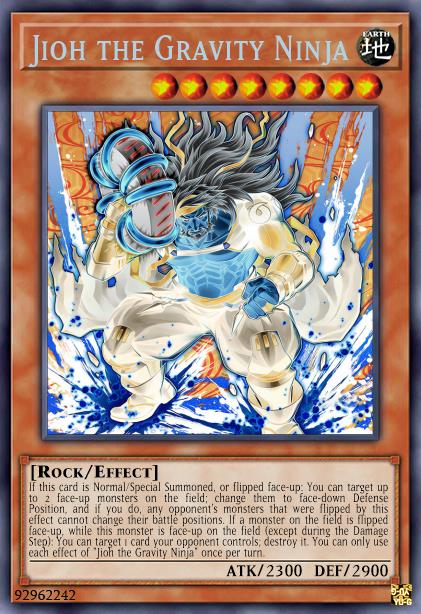 Jioh the Gravity Ninja
EARTH
地
[Rock/Effect]
If this card is Normal/Special Summoned, or flipped face-up: You can target up
to 2 face-up monsters on the field; change them to face-down Defense
Position, and if you do, any opponent's monsters that were flipped by this
effect cannot change their battle positions. If a monster on the field is flipped
face-up, while this monster is face-up on the field (except during the Damage
Step): You can target 1 card your opponent controls; destroy it. You can only use
each effect of "Jioh the Gravity Ninja" once per turn.
ATK/2300 DEF/2900
92962242